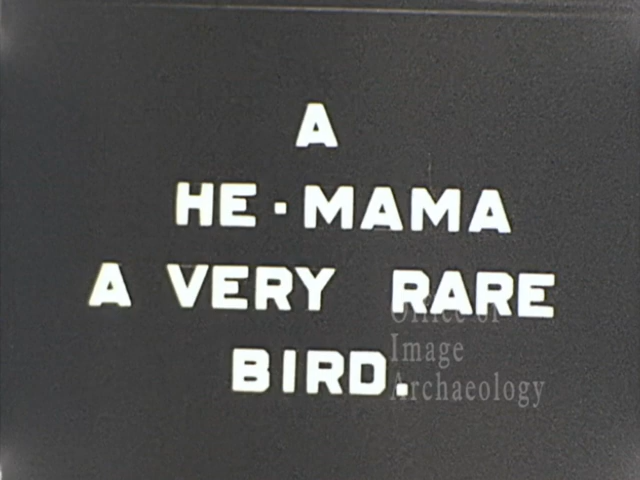 A
HE·MAMA
A VERY RARE
BIRD.
Office of
Image
Archaeology